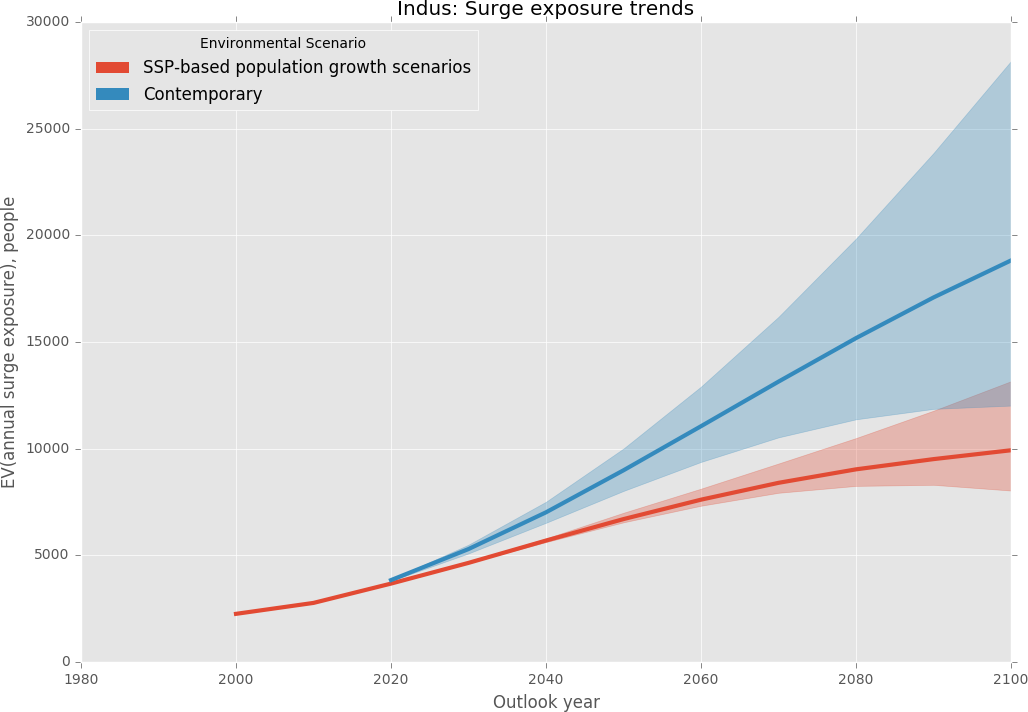 Indus: Surge exposure trends
30000
25000
20000
15000
10000
5000
0
EV(annual surge exposure), people
Environmental Scenario
SSP-based population growth scenarios
Contemporary
1980 2000 2020 2040 2060 2080 2100
Outlook year